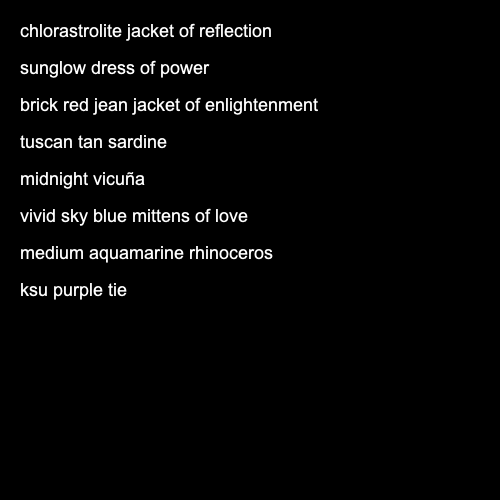 chlorastrolite jacket of reflection
sunglow dress of power
brick red jean jacket of enlightenment
tuscan tan sardine
midnight vicuña
vivid sky blue mittens of love
medium aquamarine rhinoceros
ksu purple tie